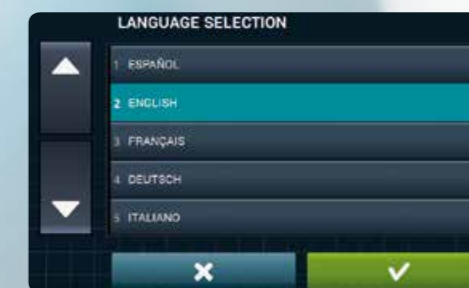 LANGUAGE SELECTION
1 ESPAÑOL
2 ENGLISH
3 FRANÇAIS
4 DEUTSCH
5 ITALIANO